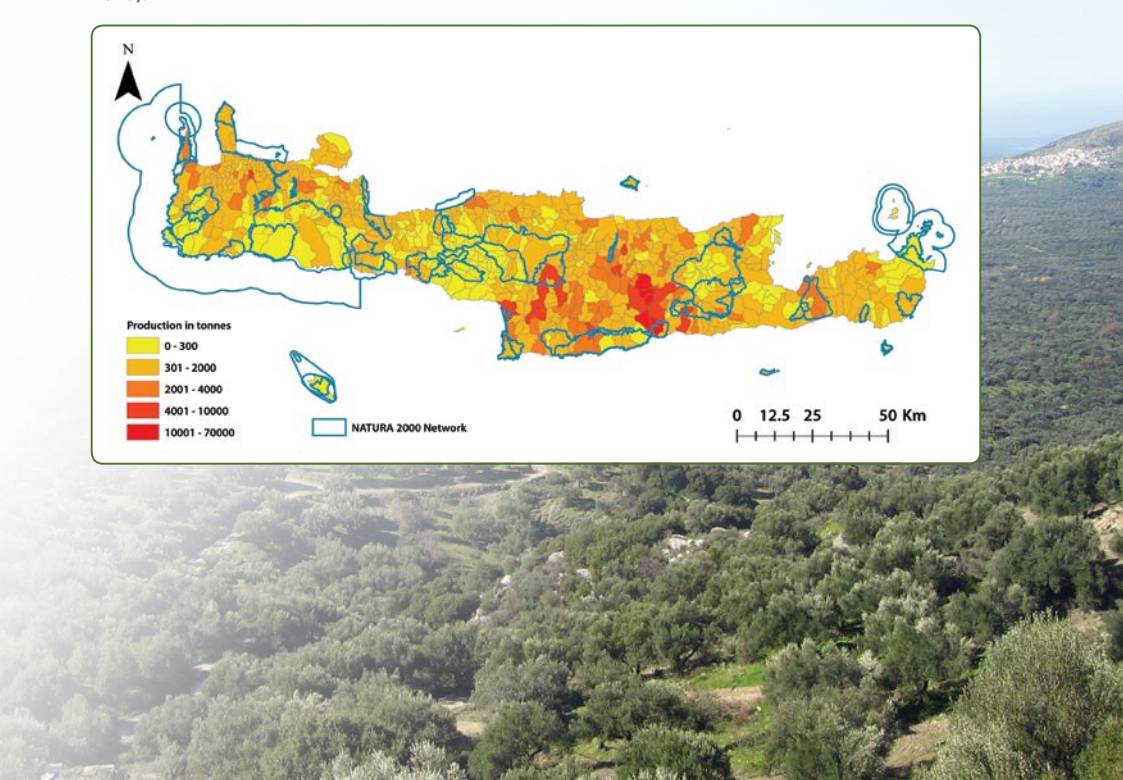 N
Production in tonnes
0 - 300
301 - 2000
2001 - 4000
4001 - 10000
10001 - 70000
NATURA 2000 Network
0 12.5 25 50 Km